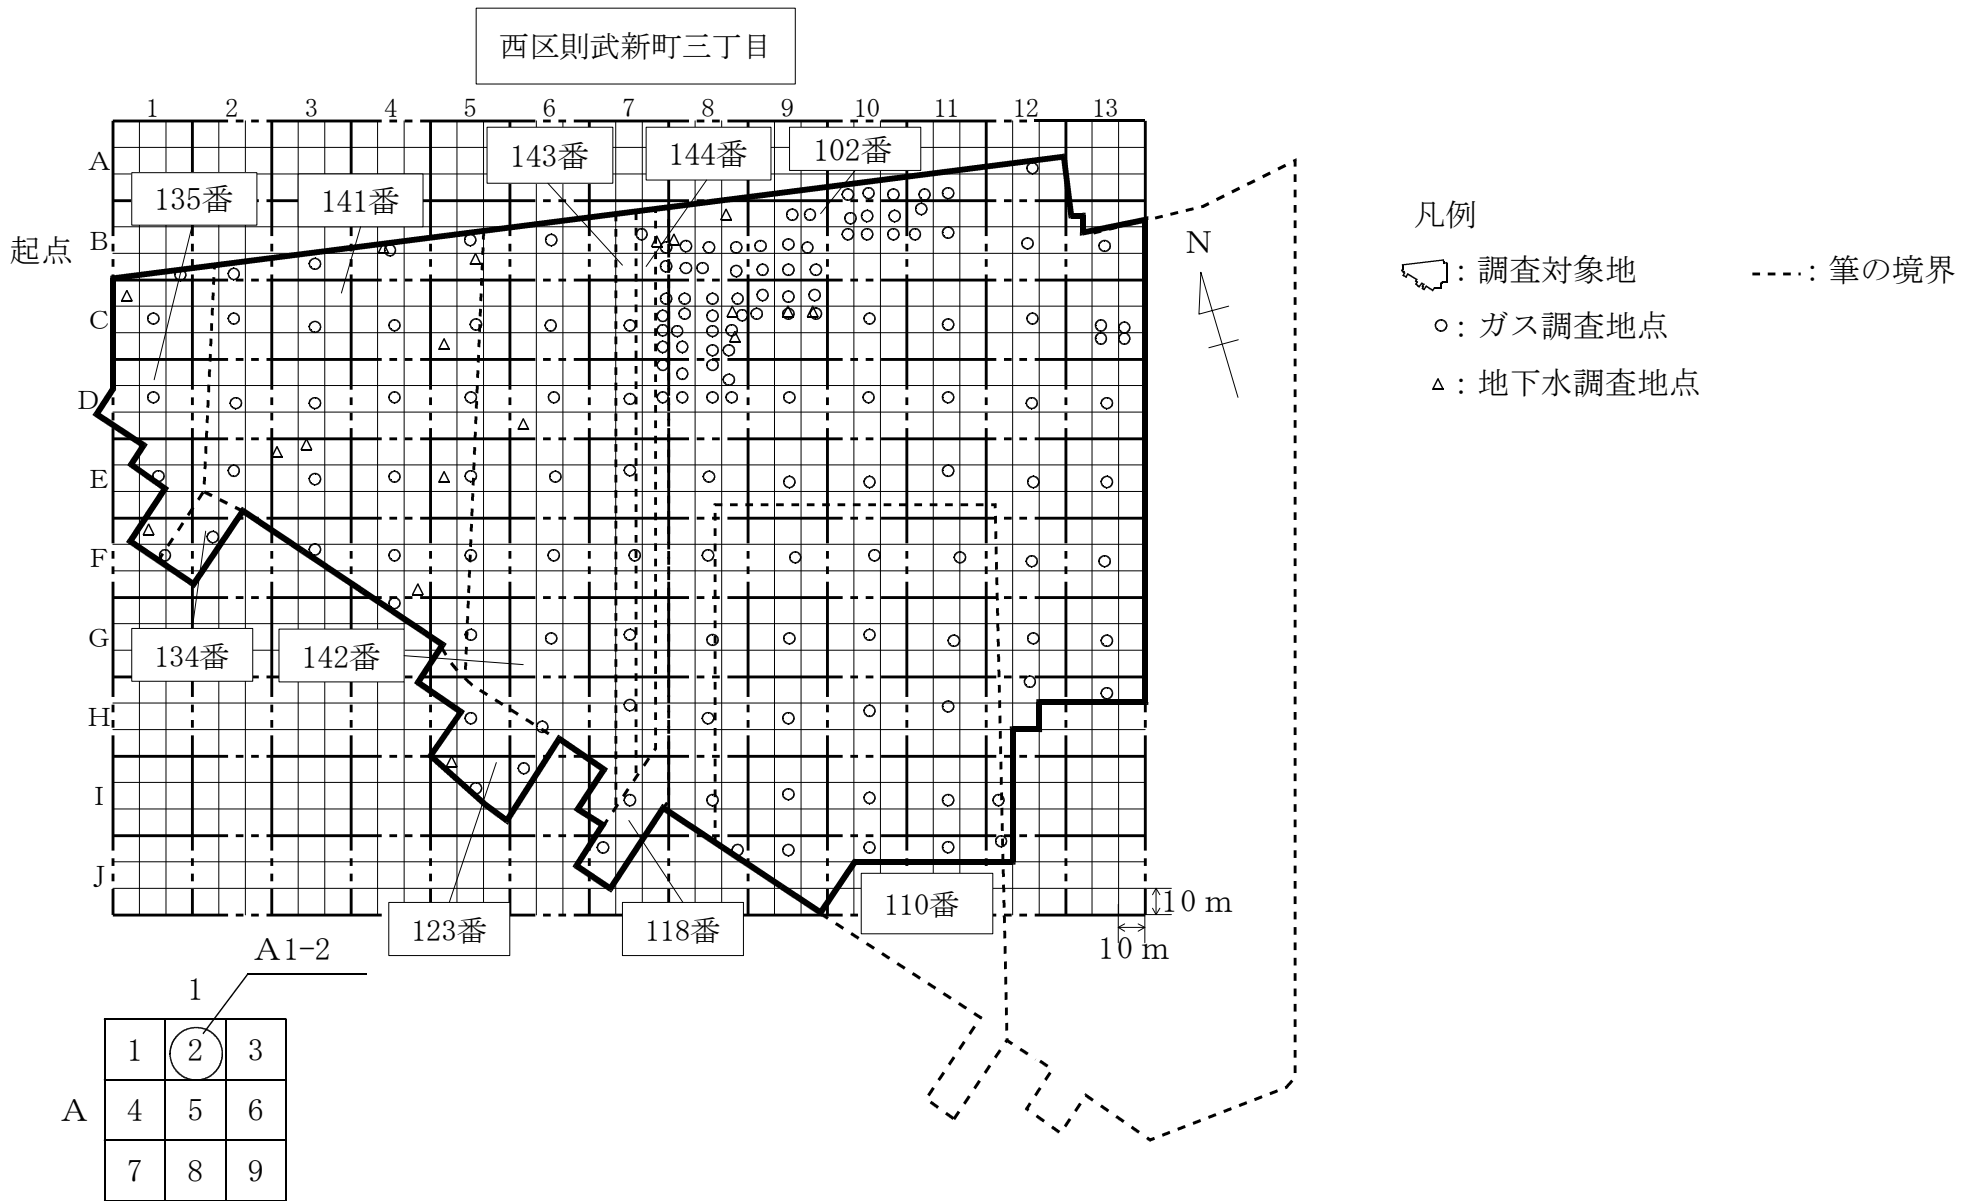 西区則武新町三丁目
1 2 3 4 5 6 7 8 9 10 11 12 13
A
B
C
D
E
F
G
H
I
J
起点
135番
141番
143番
144番
102番
134番
142番
123番
118番
110番
N
凡例
：調査対象地
：筆の境界
：ガス調査地点
：地下水調査地点
10 m
10 m
A1-2
1
A
1 2 3
4 5 6
7 8 9